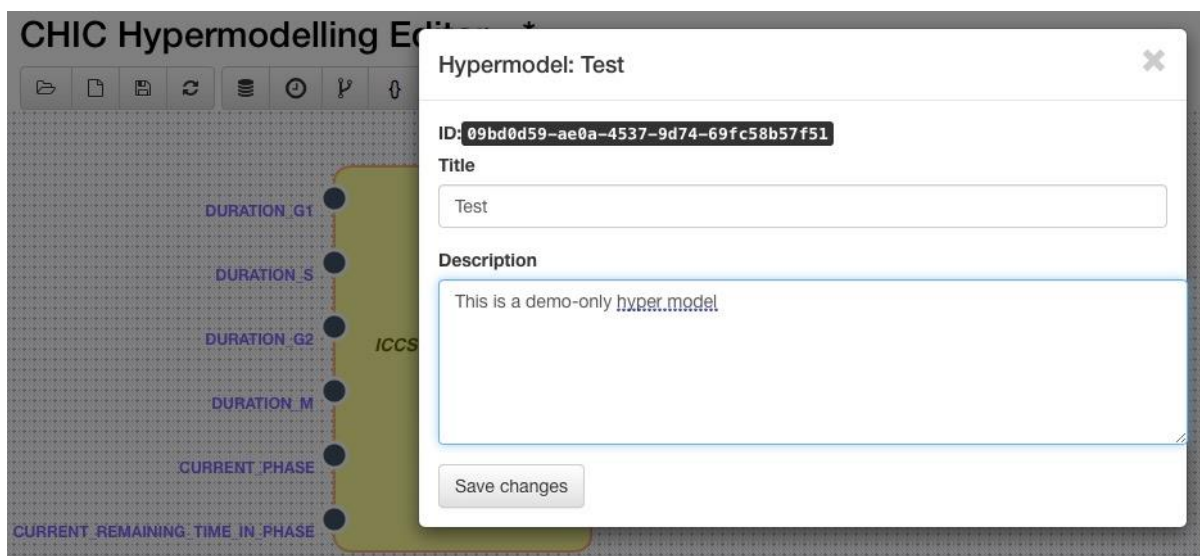 CHIC Hypermodelling Ed
Hypermodel: Test
ID: 09bd0d59-ae0a-4537-9d74-69fc58b57f51
Title
Test
Description
This is a demo-only hyper model
Save changes
DURATION_G1
DURATION_S
DURATION_G2
ICCS
DURATION_M
CURRENT_PHASE
CURRENT_REMAINING_TIME_IN_PHASE